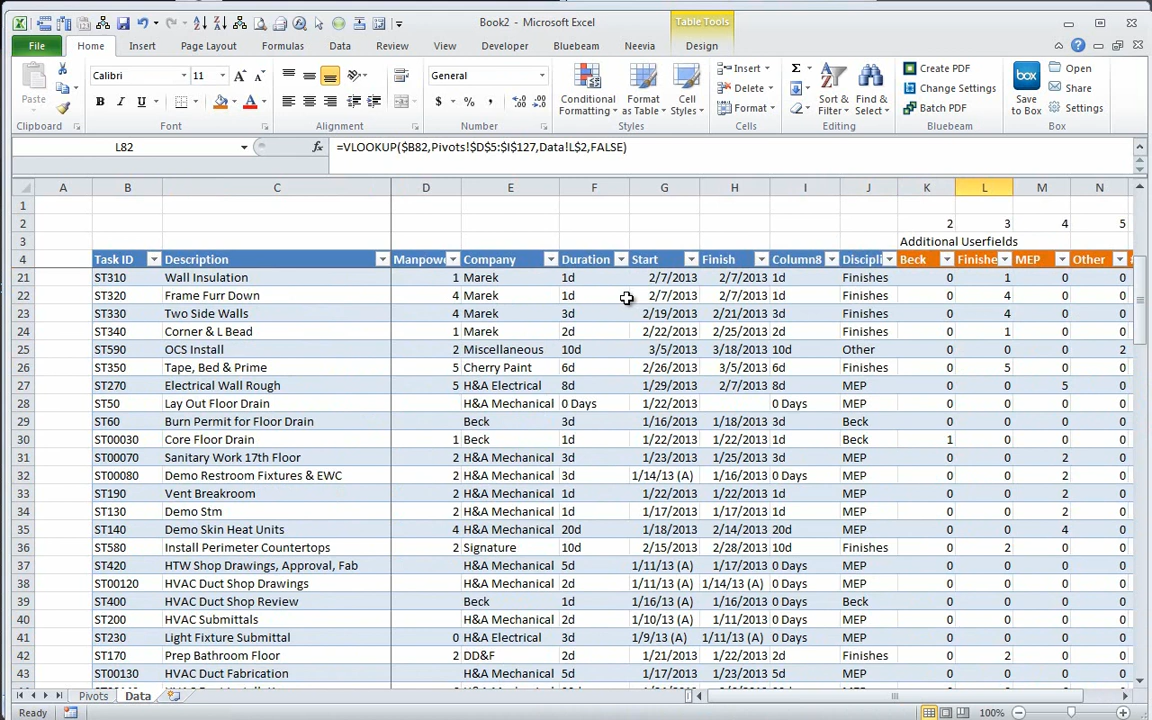 Book2 - Microsoft Excel
Table Tools
File Home Insert Page Layout Formulas Data Review View Developer Bluebeam Neevia Design
Paste
Calibri 11
B I U
General
$ % ,
Conditional Formatting
Format as Table
Cell Styles
Insert
Delete
Format
Sort & Filter
Find & Select
Create PDF
Change Settings
Batch PDF
box
Save to Box
Open
Share
Settings
Clipboard Font Alignment Number Styles Cells Editing Bluebeam Box
L82 fx =VLOOKUP($B82,Pivots!$D$5:$I$127,Data!L$2,FALSE)
A B C D E F G H I J K L M N
1
2 2 3 4 5
3 Additional Userfields
4 Task ID Description Manpowe Company Duration Start Finish Column8 Discipli Beck Finishe MEP Other
21 ST310 Wall Insulation 1 Marek 1d 2/7/2013 2/7/2013 1d Finishes 0 1 0 0
22 ST320 Frame Furr Down 4 Marek 1d 2/7/2013 2/7/2013 1d Finishes 0 4 0 0
23 ST330 Two Side Walls 4 Marek 3d 2/19/2013 2/21/2013 3d Finishes 0 4 0 0
24 ST340 Corner & L Bead 1 Marek 2d 2/22/2013 2/25/2013 2d Finishes 0 1 0 0
25 ST590 OCS Install 2 Miscellaneous 10d 3/5/2013 3/18/2013 10d Other 0 0 0 2
26 ST350 Tape, Bed & Prime 5 Cherry Paint 6d 2/26/2013 3/5/2013 6d Finishes 0 5 0 0
27 ST270 Electrical Wall Rough 5 H&A Electrical 8d 1/29/2013 2/7/2013 8d MEP 0 0 5 0
28 ST50 Lay Out Floor Drain H&A Mechanical 0 Days 1/22/2013 0 Days MEP 0 0 0 0
29 ST60 Burn Permit for Floor Drain Beck 3d 1/16/2013 1/18/2013 3d Beck 0 0 0 0
30 ST00030 Core Floor Drain 1 Beck 1d 1/22/2013 1/22/2013 1d Beck 1 0 0 0
31 ST00070 Sanitary Work 17th Floor 2 H&A Mechanical 3d 1/23/2013 1/25/2013 3d MEP 0 0 2 0
32 ST00080 Demo Restroom Fixtures & EWC 2 H&A Mechanical 3d 1/14/13 (A) 1/16/2013 0 Days MEP 0 0 2 0
33 ST190 Vent Breakroom 2 H&A Mechanical 1d 1/22/2013 1/22/2013 1d MEP 0 0 2 0
34 ST130 Demo Stm 2 H&A Mechanical 1d 1/17/2013 1/17/2013 1d MEP 0 0 2 0
35 ST140 Demo Skin Heat Units 4 H&A Mechanical 20d 1/18/2013 2/14/2013 20d MEP 0 0 4 0
36 ST580 Install Perimeter Countertops 2 Signature 10d 2/15/2013 2/28/2013 10d Finishes 0 2 0 0
37 ST420 HTW Shop Drawings, Approval, Fab H&A Mechanical 5d 1/11/2013 1/17/2013 5d MEP 0 0 0 0
38 ST00120 HVAC Duct Shop Drawings H&A Mechanical 2d 1/11/13 (A) 1/14/13 (A) 0 Days MEP 0 0 0 0
39 ST400 HVAC Duct Shop Review Beck 1d 1/16/13 (A) 1/16/2013 0 Days Beck 0 0 0 0
40 ST200 HVAC Submittals H&A Mechanical 2d 1/10/13 (A) 1/11/2013 0 Days MEP 0 0 0 0
41 ST230 Light Fixture Submittal 0 H&A Electrical 3d 1/9/13 (A) 1/11/13 (A) 0 Days MEP 0 0 0 0
42 ST170 Prep Bathroom Floor 2 DD&F 2d 1/21/2013 1/22/2013 2d Finishes 0 2 0 0
43 ST00130 HVAC Duct Fabrication H&A Mechanical 5d 1/17/2013 1/23/2013 5d MEP 0 0 0 0
Pivots Data
Ready 100%